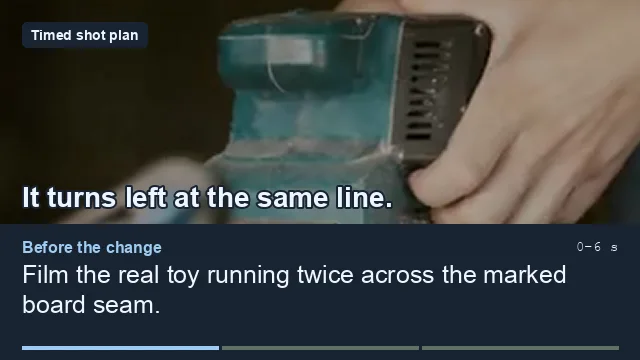 Timed shot plan
It turns left at the same line.
Before the change
0–6 s
Film the real toy running twice across the marked
board seam.